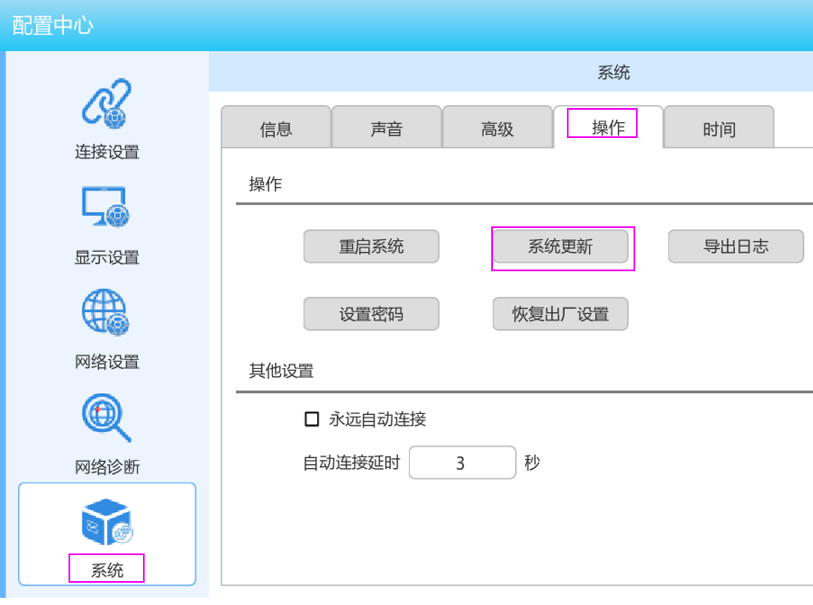 配置中心
连接设置
显示设置
网络设置
网络诊断
系统
系统
信息 声音 高级 操作 时间
操作
重启系统 系统更新 导出日志
设置密码 恢复出厂设置
其他设置
永远自动连接
自动连接延时 3 秒